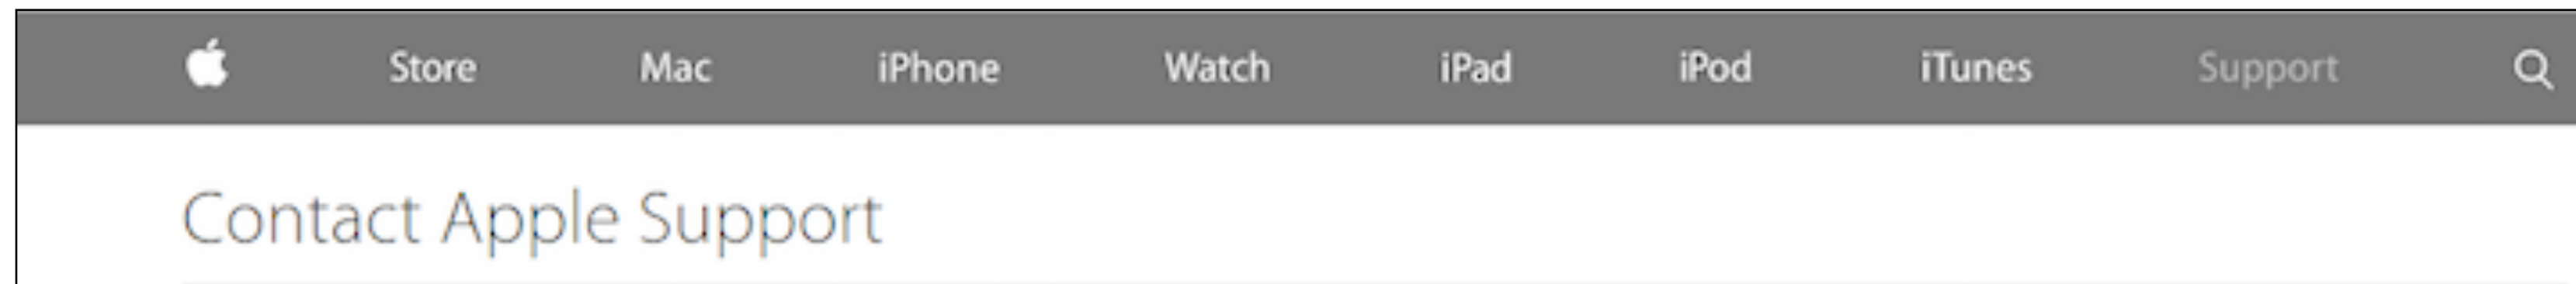 Store Mac iPhone Watch iPad iPod iTunes Support
Contact Apple Support